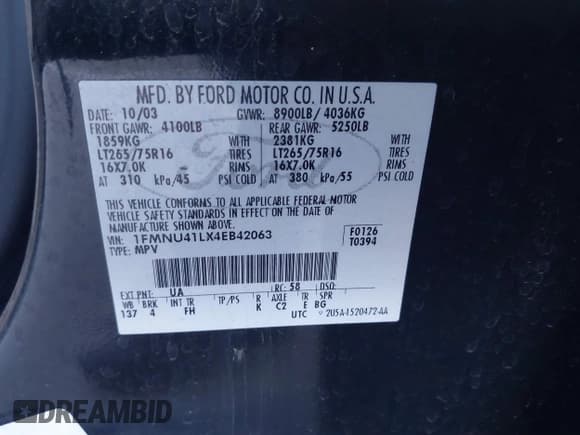 MFD. BY FORD MOTOR CO. IN U.S.A.
DATE: 10/03 GVWR: 8900LB/ 4036KG
FRONT GAWR: 4100LB REAR GAWR: 5250LB
1859KG 2381KG
LT265/75R16 TIRES LT265/75R16 TIRES
16X7.0K - RIMS 16X7.0K RIMS
AT 310 kPa/45 PSI COLD AT 380 kPa/55 PSI COLD
THIS VEHICLE CONFORMS TO ALL APPLICABLE FEDERAL MOTOR
VEHICLE SAFETY STANDARDS IN EFFECT ON THE DATE OF
MANUFACTURE SHOWN ABOVE.
VIN: 1FMNU41LX4EB42063 F0126
TYPE: MPV T0394
EXT PNT: UA RC: 58 DSO:
WB BRK INT TR TP/PS R AXLE TR SPR
137 4 FH K C2 E BG
UTC 2U5A-1520472-AA
Ford
DREAMBID